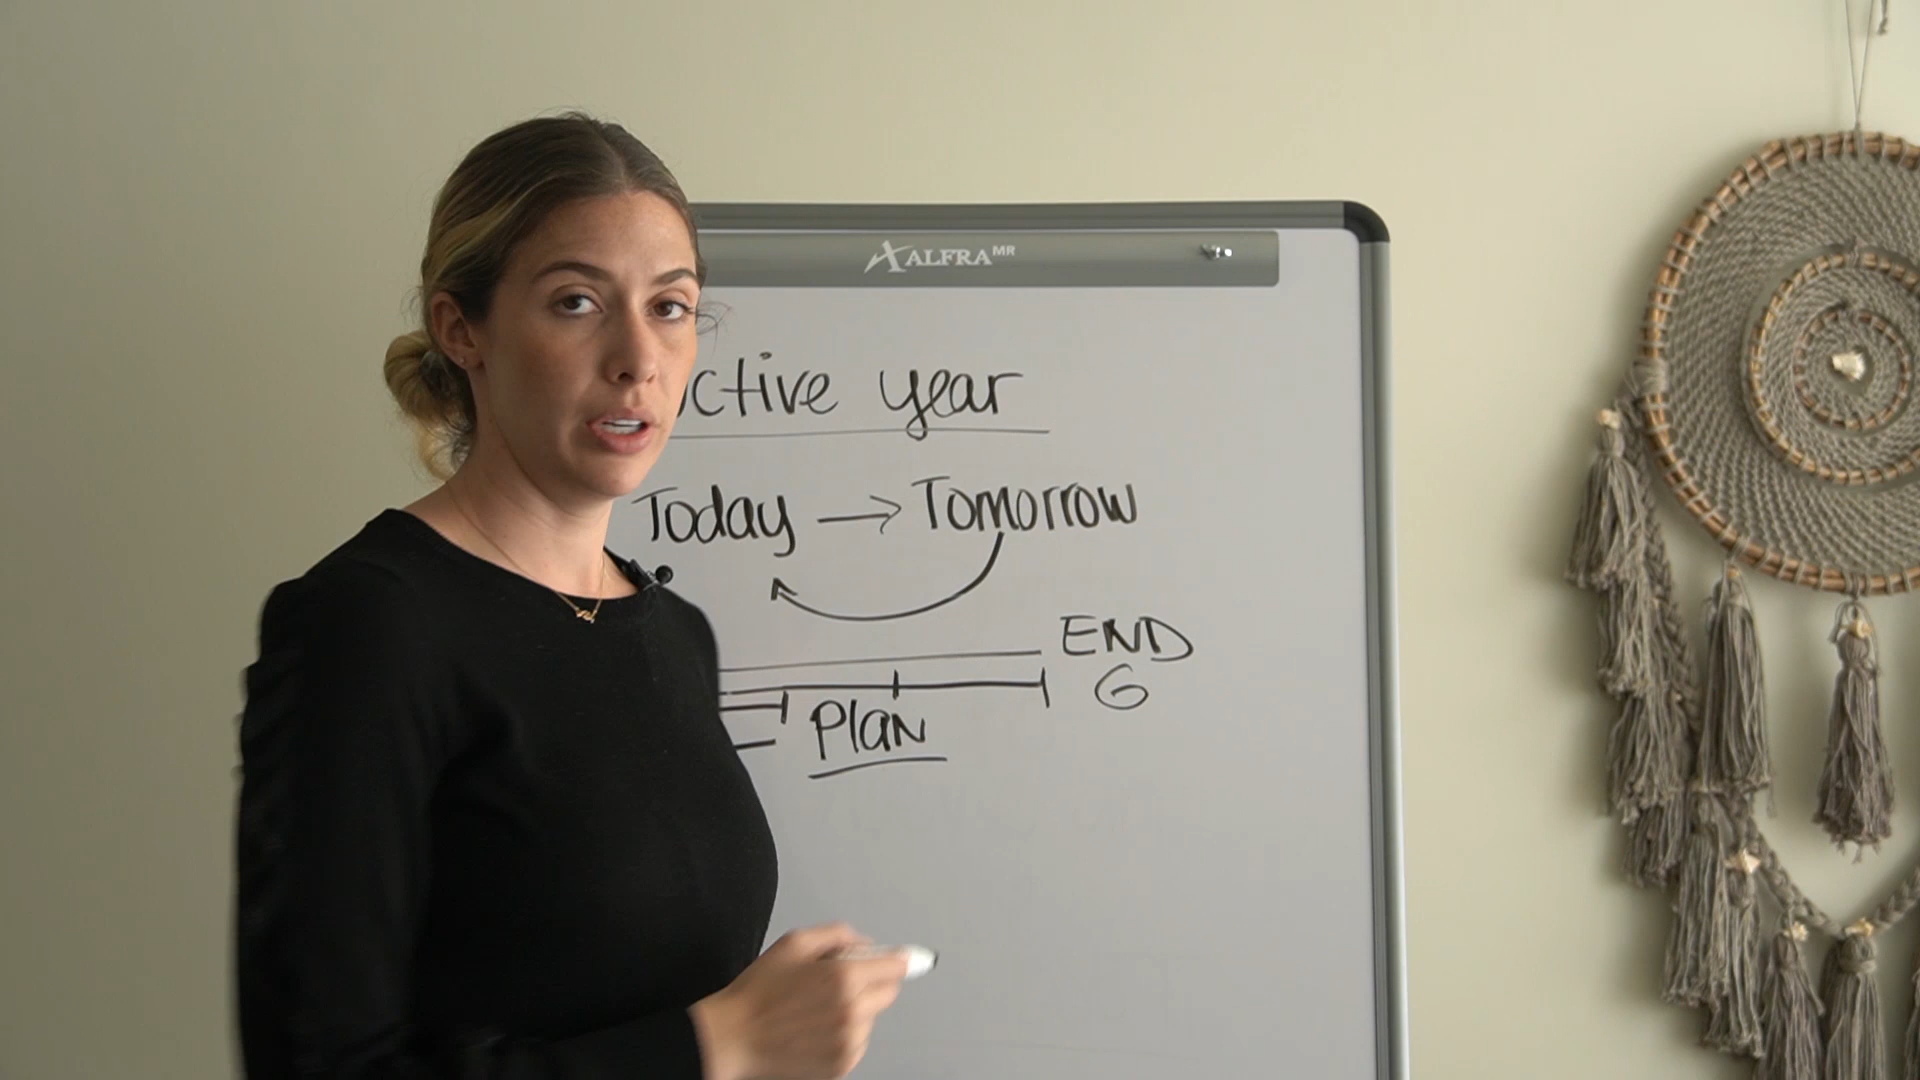 ALFRA MR
ctive year
Today → Tomorrow
END
G
Plan